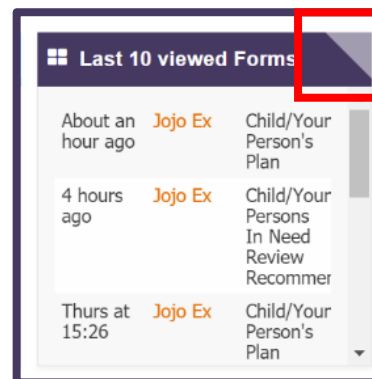 Last 10 viewed Forms
About an Jojo Ex Child/Your
hour ago Person's
Plan
4 hours Jojo Ex Child/Your
ago Persons
In Need
Review
Recommer
Thurs at Jojo Ex Child/Your
15:26 Person's
Plan